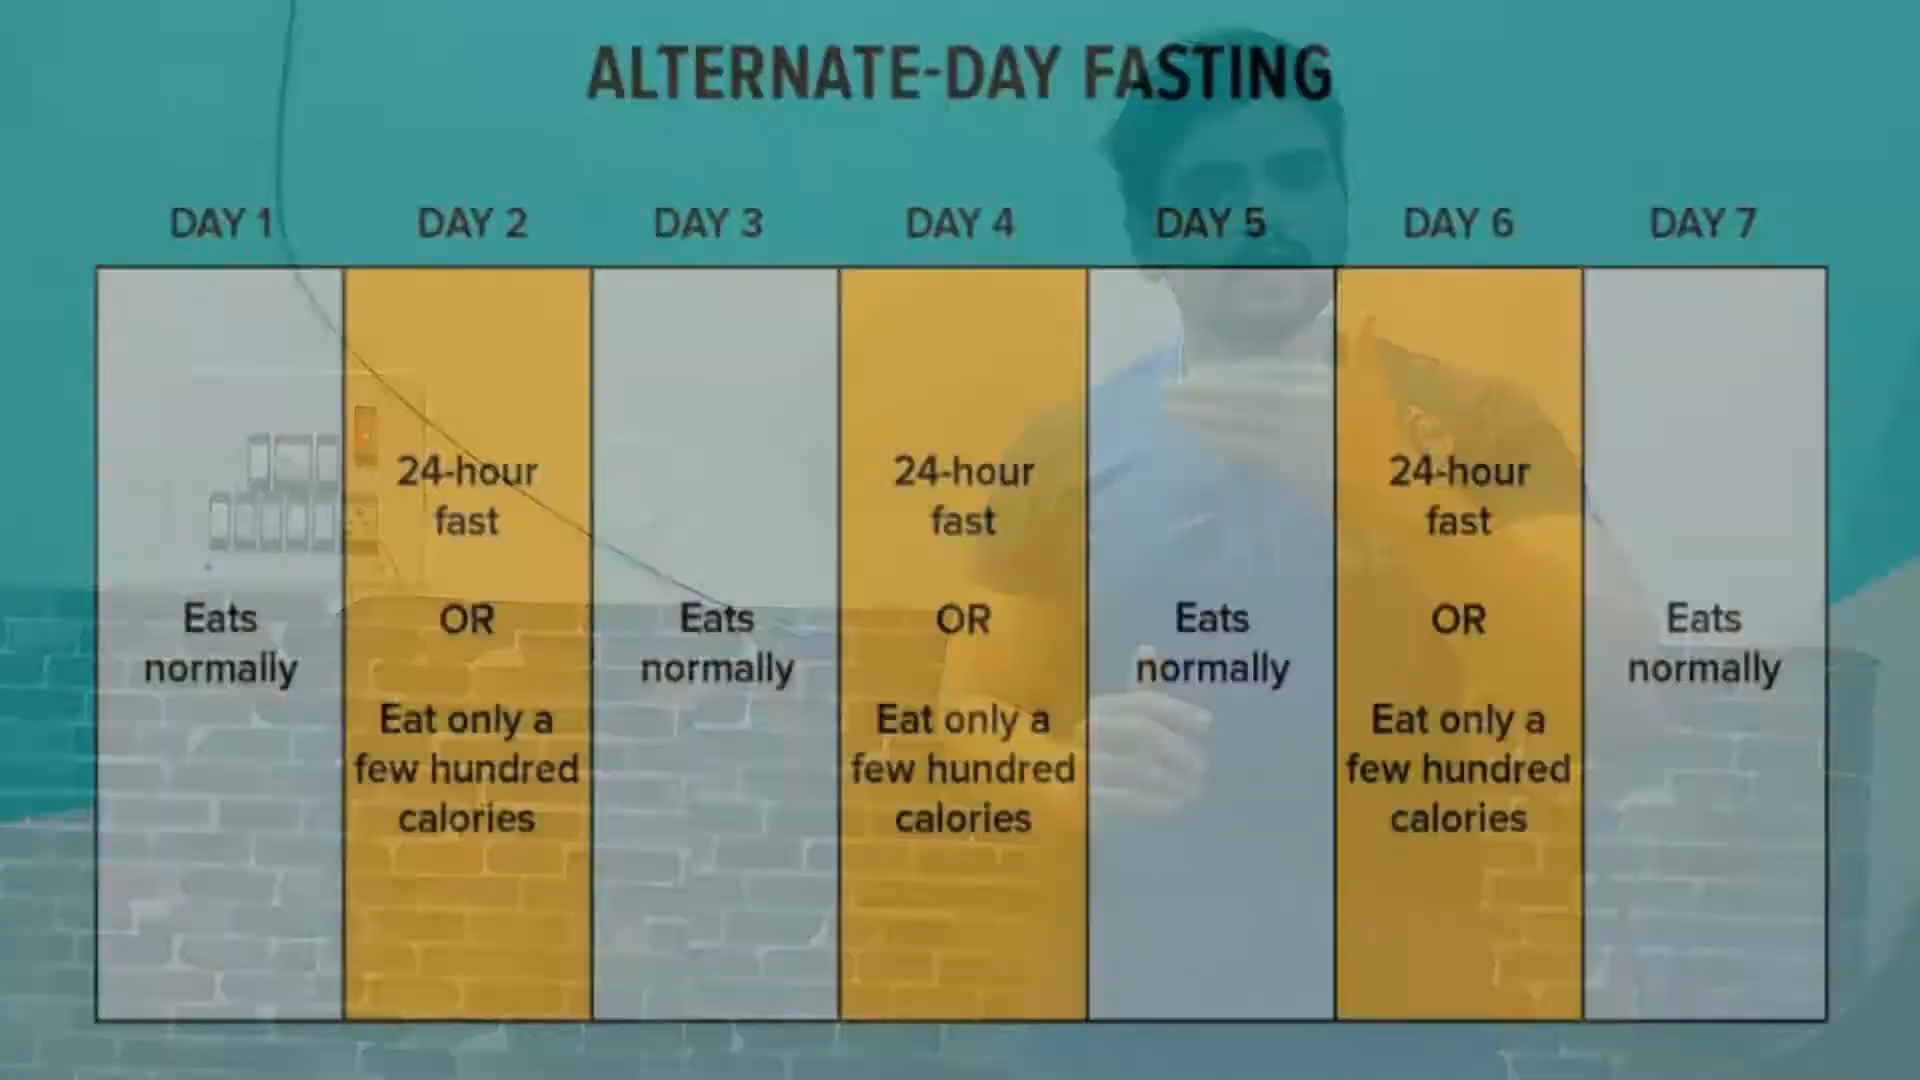 ALTERNATE-DAY FASTING
DAY 1
DAY 2
DAY 3
DAY 4
DAY 5
DAY 6
DAY 7
Eats
normally
24-hour
fast
OR
Eat only a
few hundred
calories
Eats
normally
24-hour
fast
OR
Eat only a
few hundred
calories
Eats
normally
24-hour
fast
OR
Eat only a
few hundred
calories
Eats
normally